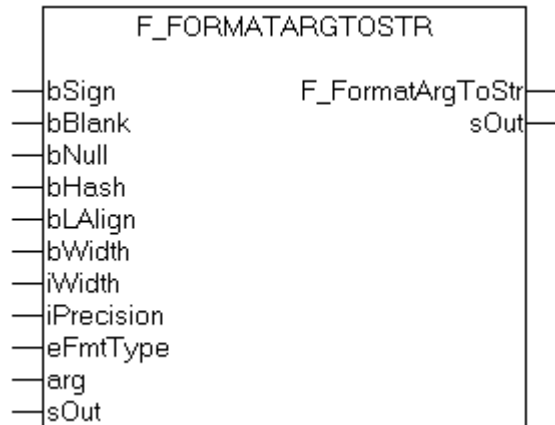 F_FORMATARGTOSTR
bSign F_FormatArgToStr
bBlank sOut
bNull
bHash
bLAlign
bWidth
iWidth
iPrecision
eFmtType
arg
sOut